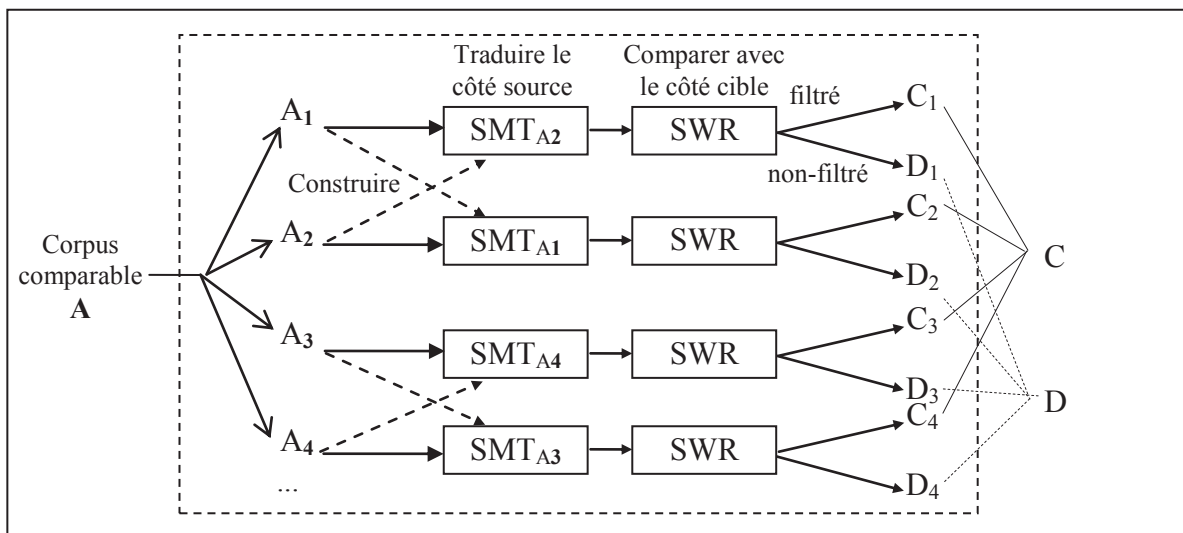 Traduire le
côté source
Comparer avec
le côté cible
filtré
non-filtré
Construire
Corpus
comparable
A
A1
SMTA2
SWR
C1
D1
A2
SMTA1
SWR
C2
D2
A3
SMTA4
SWR
C3
D3
A4
SMTA3
SWR
C4
D4
...
C
D